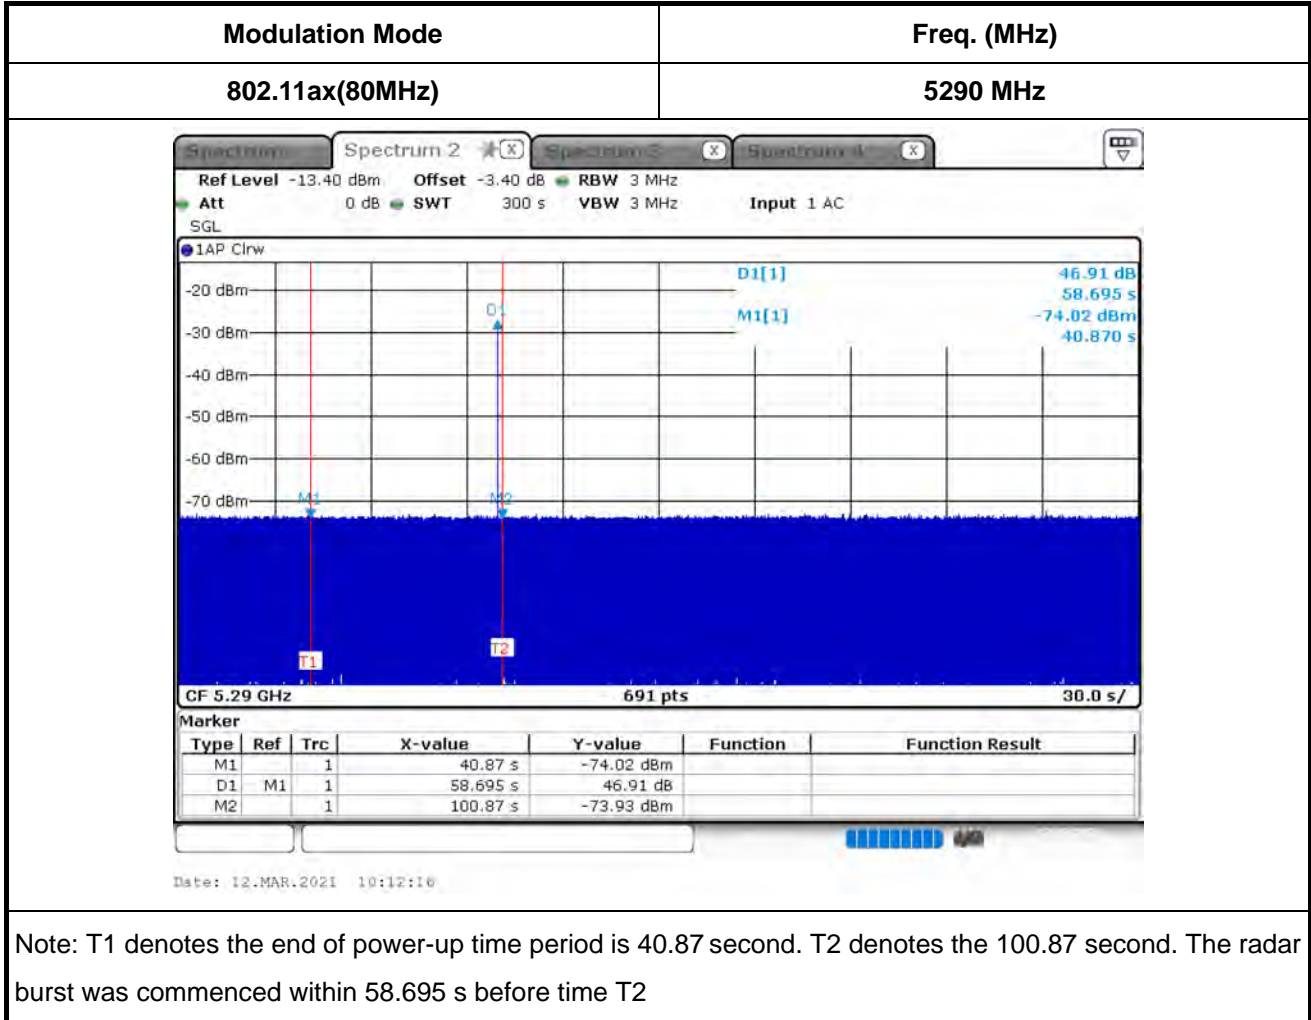 Modulation Mode Freq. (MHz)
802.11ax(80MHz) 5290 MHz
Spectrum Spectrum 2 X Spectrum 3 X Spectrum 4 X
Ref Level -13.40 dBm Offset -3.40 dB RBW 3 MHz
Att 0 dB SWT 300 s VBW 3 MHz Input 1 AC
SGL
1AP Clrw
D1[1] 46.91 dB
58.695 s
M1[1] -74.02 dBm
40.870 s
-20 dBm
D1
-30 dBm
-40 dBm
-50 dBm
-60 dBm
-70 dBm
M1 M2
T1 T2
CF 5.29 GHz 691 pts 30.0 s/
Marker
Type Ref Trc X-value Y-value Function Function Result
M1 1 40.87 s -74.02 dBm
D1 M1 1 58.695 s 46.91 dB
M2 1 100.87 s -73.93 dBm
Date: 12.MAR.2021 10:12:16
Note: T1 denotes the end of power-up time period is 40.87 second. T2 denotes the 100.87 second. The radar
burst was commenced within 58.695 s before time T2